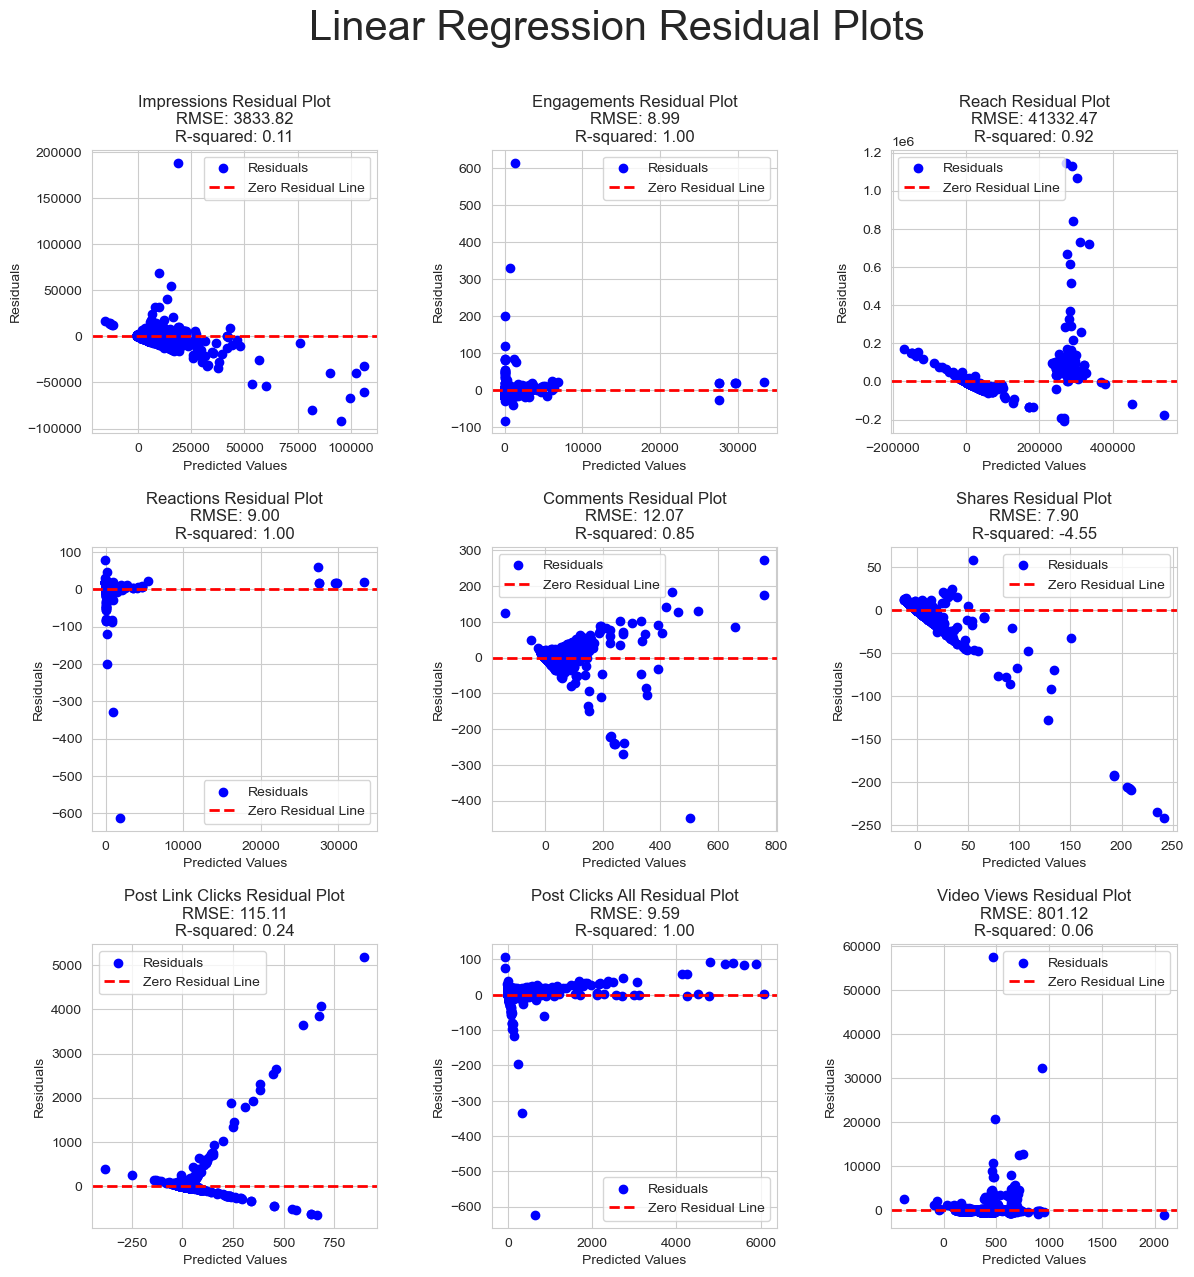 Linear Regression Residual Plots
Impressions Residual Plot
RMSE: 3833.82
R-squared: 0.11
Residuals
Zero Residual Line
200000
150000
100000
50000
0
−50000
−100000
Residuals
0 25000 50000 75000 100000
Predicted Values
Engagements Residual Plot
RMSE: 8.99
R-squared: 1.00
Residuals
Zero Residual Line
600
500
400
300
200
100
0
−100
Residuals
0 10000 20000 30000
Predicted Values
Reach Residual Plot
RMSE: 41332.47
R-squared: 0.92
1e6
Residuals
Zero Residual Line
1.2
1.0
0.8
0.6
0.4
0.2
0.0
−0.2
Residuals
−200000 0 200000 400000
Predicted Values
Reactions Residual Plot
RMSE: 9.00
R-squared: 1.00
100
0
−100
−200
−300
−400
−500
−600
Residuals
Residuals
Zero Residual Line
0 10000 20000 30000
Predicted Values
Comments Residual Plot
RMSE: 12.07
R-squared: 0.85
Residuals
Zero Residual Line
300
200
100
0
−100
−200
−300
−400
Residuals
0 200 400 600 800
Predicted Values
Shares Residual Plot
RMSE: 7.90
R-squared: -4.55
Residuals
Zero Residual Line
50
0
−50
−100
−150
−200
−250
Residuals
0 50 100 150 200 250
Predicted Values
Post Link Clicks Residual Plot
RMSE: 115.11
R-squared: 0.24
Residuals
Zero Residual Line
5000
4000
3000
2000
1000
0
Residuals
−250 0 250 500 750
Predicted Values
Post Clicks All Residual Plot
RMSE: 9.59
R-squared: 1.00
100
0
−100
−200
−300
−400
−500
−600
Residuals
Residuals
Zero Residual Line
0 2000 4000 6000
Predicted Values
Video Views Residual Plot
RMSE: 801.12
R-squared: 0.06
Residuals
Zero Residual Line
60000
50000
40000
30000
20000
10000
0
Residuals
0 500 1000 1500 2000
Predicted Values